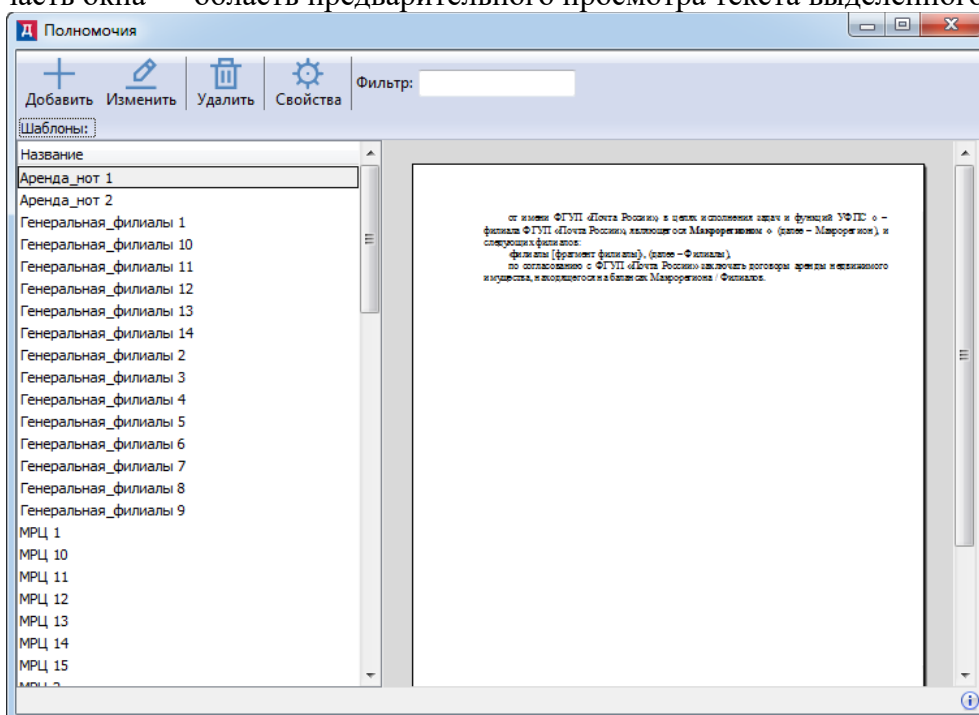 часть окна — область предварительного просмотра текста выделенного
Д Полномочия
Добавить Изменить Удалить Свойства Фильтр:
Шаблоны:
Название
Аренда_нот 1
Аренда_нот 2
Генеральная_филиалы 1
Генеральная_филиалы 10
Генеральная_филиалы 11
Генеральная_филиалы 12
Генеральная_филиалы 13
Генеральная_филиалы 14
Генеральная_филиалы 2
Генеральная_филиалы 3
Генеральная_филиалы 4
Генеральная_филиалы 5
Генеральная_филиалы 6
Генеральная_филиалы 7
Генеральная_филиалы 8
Генеральная_филиалы 9
МРЦ 1
МРЦ 10
МРЦ 11
МРЦ 12
МРЦ 13
МРЦ 14
МРЦ 15
МРЦ 2
от имени ФГУП «Почта России» в целях исполнения задач и функций УФПС о –
филиала ФГУП «Почта России», являющегося Макрорегионом о (далее – Макрорегион), и
следующих филиалов:
филиалы [фрагмент филиалы], (далее – Филиалы),
по согласованию с ФГУП «Почта России» заключать договоры аренды недвижимого
имущества, находящегося на балансах Макрорегиона / Филиалов.